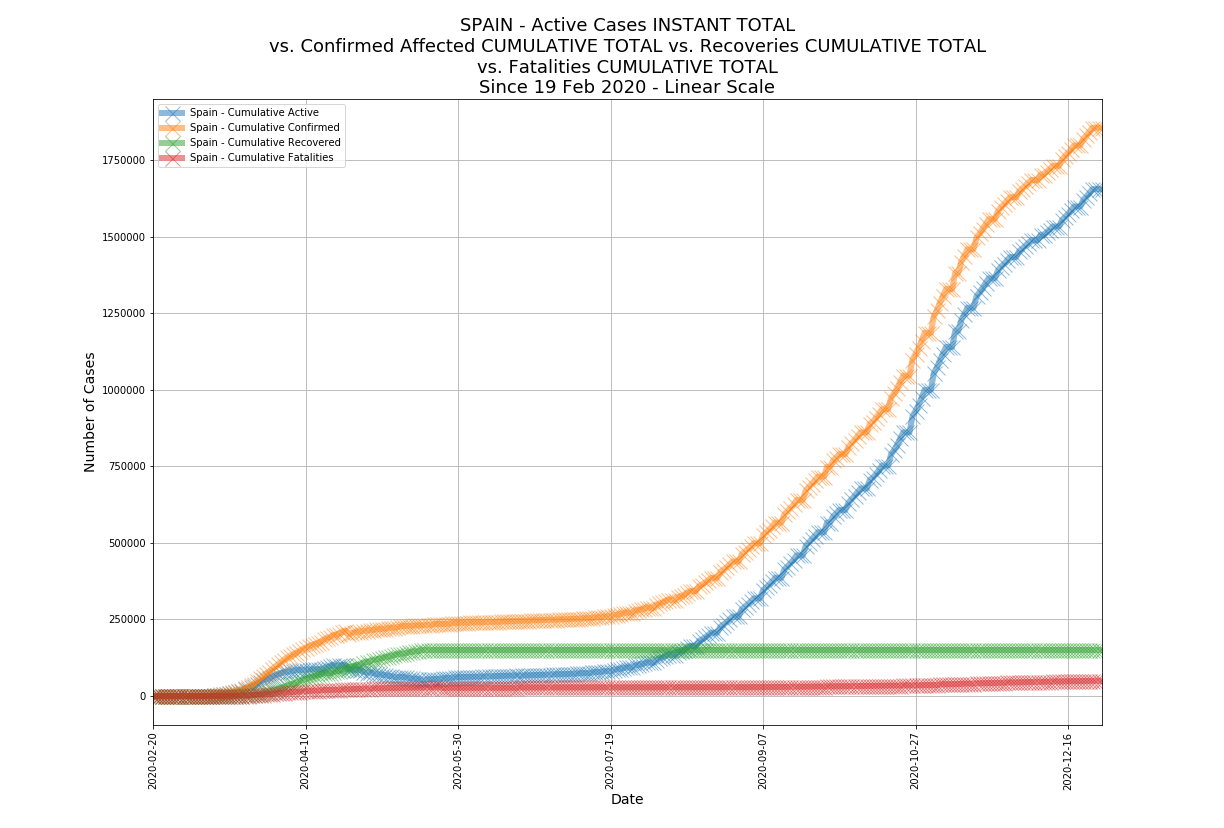 SPAIN - Active Cases INSTANT TOTAL
vs. Confirmed Affected CUMULATIVE TOTAL vs. Recoveries CUMULATIVE TOTAL
vs. Fatalities CUMULATIVE TOTAL
Since 19 Feb 2020 - Linear Scale
Spain - Cumulative Active
Spain - Cumulative Confirmed
Spain - Cumulative Recovered
Spain - Cumulative Fatalities
Number of Cases
1750000
1500000
1250000
1000000
750000
500000
250000
0
2020-02-20
2020-04-10
2020-05-30
2020-07-19
2020-09-07
2020-10-27
2020-12-16
Date